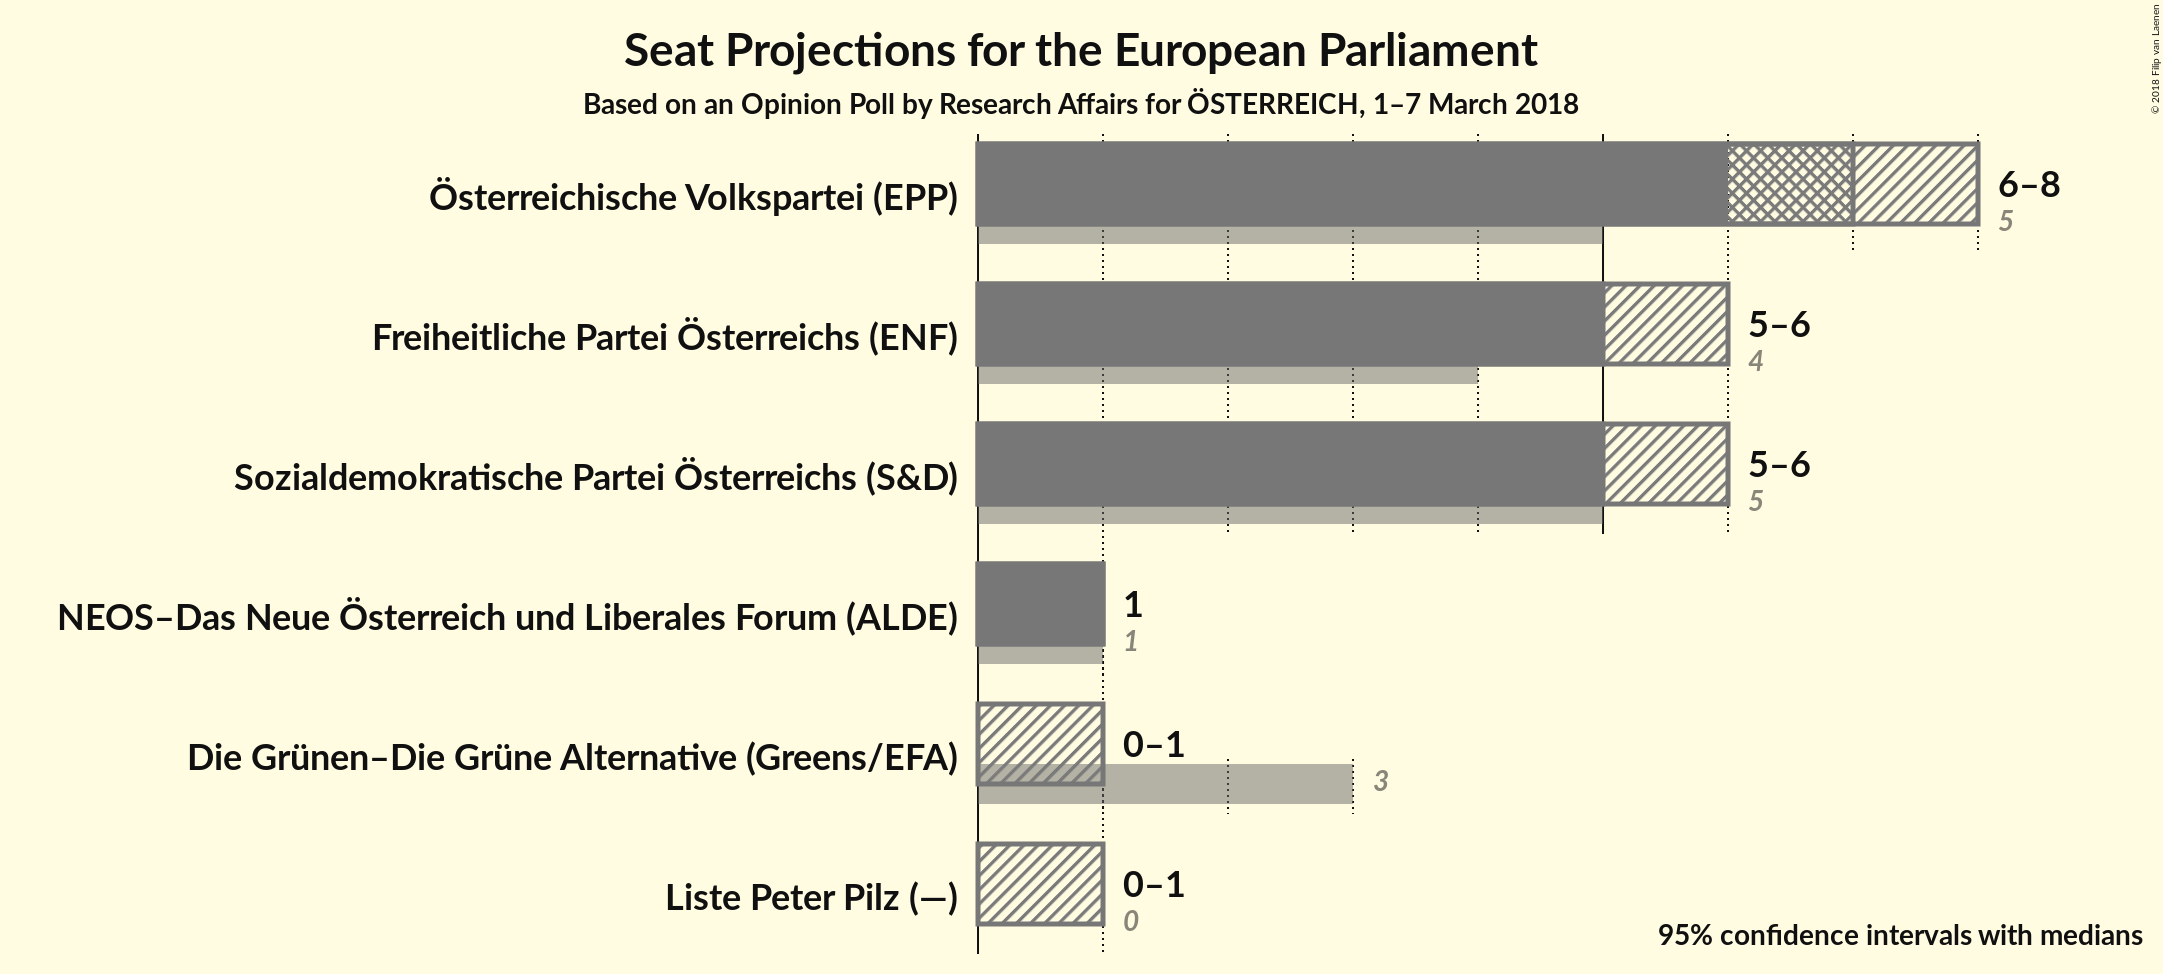 Seat Projections for the European Parliament
Based on an Opinion Poll by Research Affairs for ÖSTERREICH, 1–7 March 2018
© 2018 Filip van Laenen
Österreichische Volkspartei (EPP)
6–8
5
Freiheitliche Partei Österreichs (ENF)
5–6
4
Sozialdemokratische Partei Österreichs (S&D)
5–6
5
NEOS–Das Neue Österreich und Liberales Forum (ALDE)
1
1
Die Grünen–Die Grüne Alternative (Greens/EFA)
0–1
3
Liste Peter Pilz (—)
0–1
0
95% confidence intervals with medians